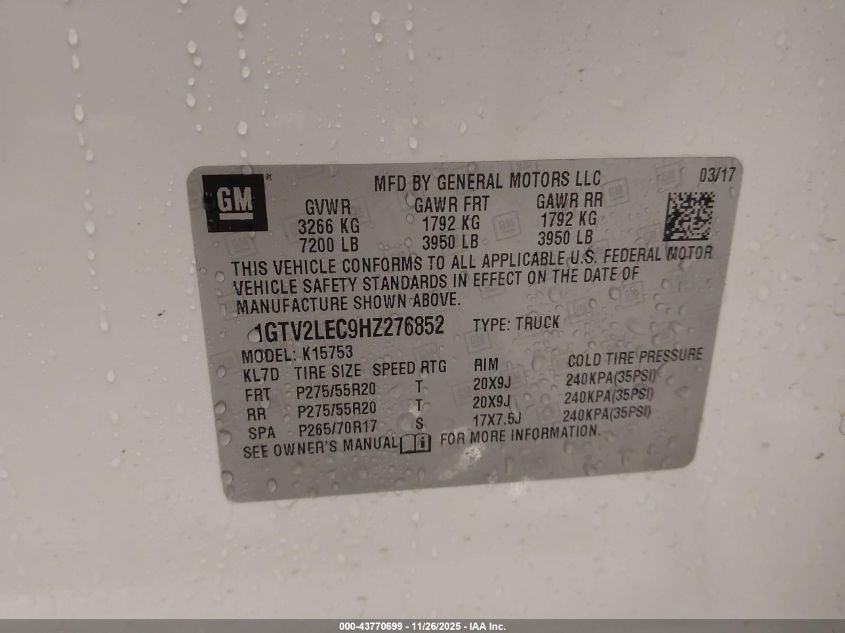 GM
MFD BY GENERAL MOTORS LLC 03/17
GVWR GAWR FRT GAWR RR
3266 KG 1792 KG 1792 KG
7200 LB 3950 LB 3950 LB
THIS VEHICLE CONFORMS TO ALL APPLICABLE U.S. FEDERAL MOTOR
VEHICLE SAFETY STANDARDS IN EFFECT ON THE DATE OF
MANUFACTURE SHOWN ABOVE.
1GTV2LEC9HZ276852 TYPE: TRUCK
MODEL: K15753
KL7D TIRE SIZE SPEED RTG RIM COLD TIRE PRESSURE
FRT P275/55R20 T 20X9J 240KPA(35PSI)
RR P275/55R20 T 20X9J 240KPA(35PSI)
SPA P265/70R17 S 17X7.5J 240KPA(35PSI)
SEE OWNER'S MANUAL FOR MORE INFORMATION.
000-43770699 - 11/26/2025 - IAA Inc.